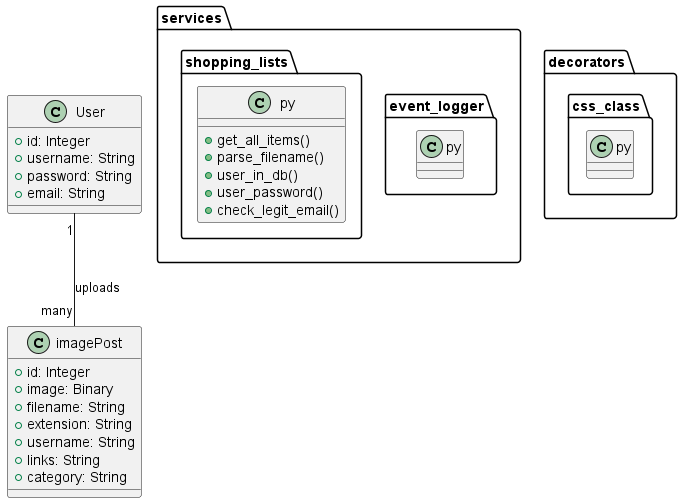 services
shopping_lists
C py
get_all_items()
parse_filename()
user_in_db()
user_password()
check_legit_email()
event_logger
C py
decorators
css_class
C py
C User
id: Integer
username: String
password: String
email: String
1
uploads
many
C imagePost
id: Integer
image: Binary
filename: String
extension: String
username: String
links: String
category: String